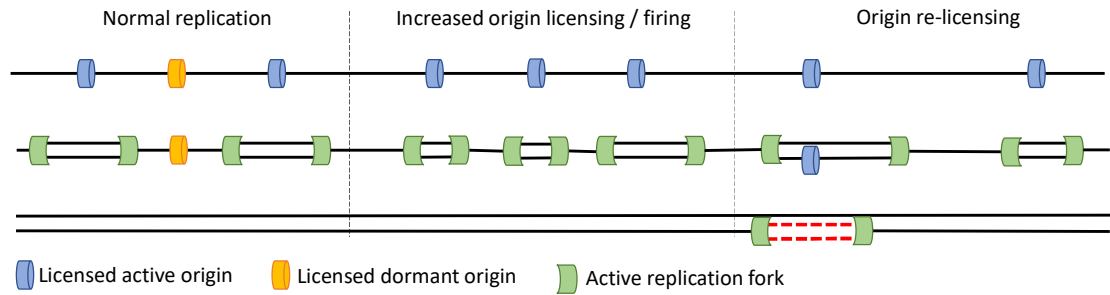 Normal replication
Increased origin licensing / firing
Origin re-licensing
Licensed active origin
Licensed dormant origin
Active replication fork